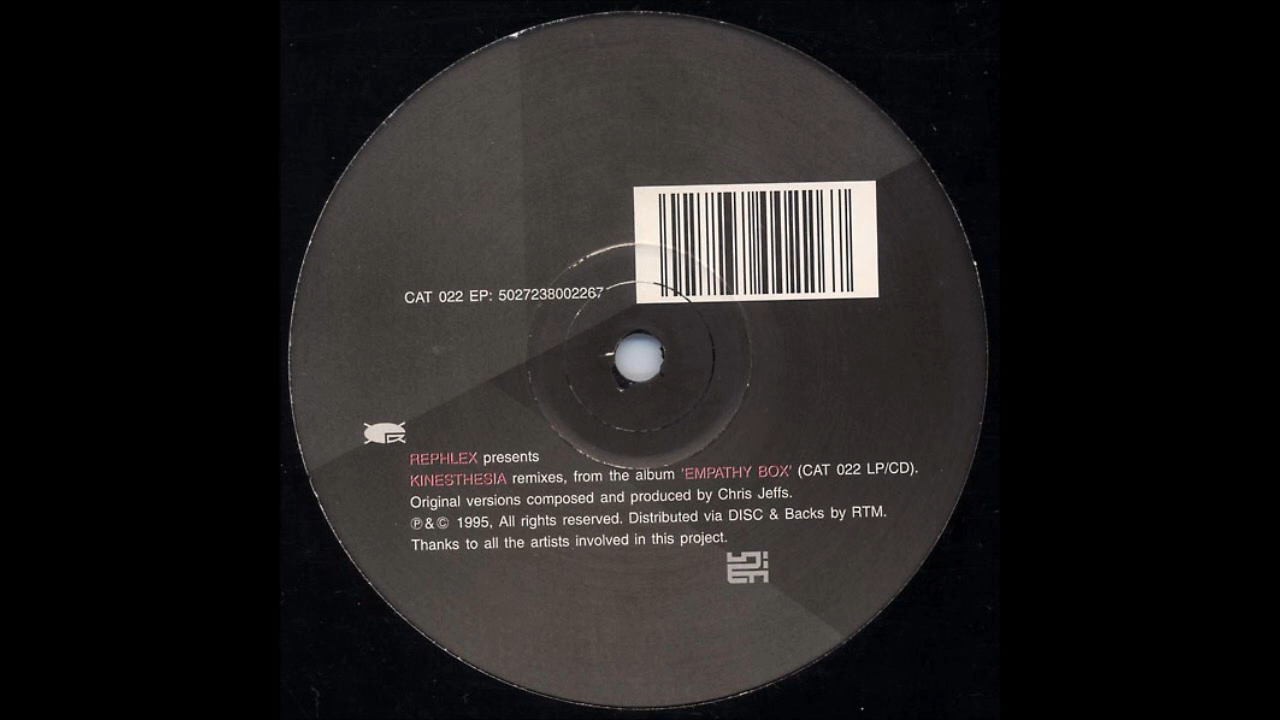 CAT 022 EP: 5027238002267
REPHLEX presents
KINESTHESIA remixes, from the album 'EMPATHY BOX' (CAT 022 LP/CD).
Original versions composed and produced by Chris Jeffs.
℗&© 1995, All rights reserved. Distributed via DISC & Backs by RTM.
Thanks to all the artists involved in this project.